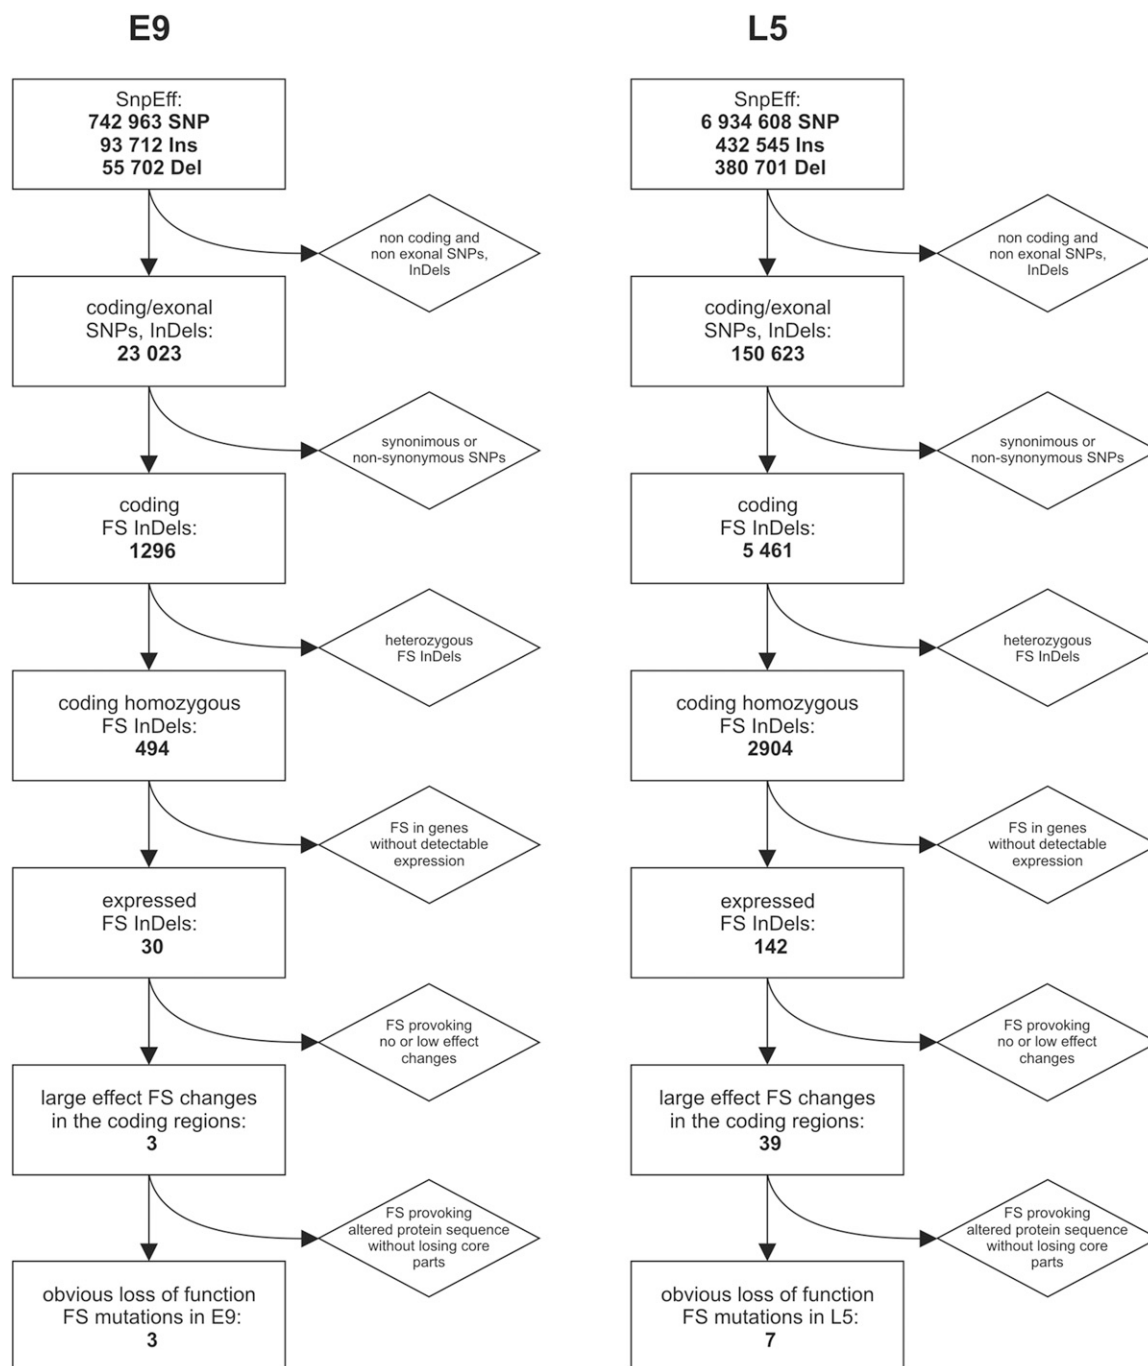 E9
SnpEff:
742 963 SNP
93 712 Ins
55 702 Del
non coding and
non exonal SNPs,
InDels
coding/exonal
SNPs, InDels:
23 023
synonimous or
non-synonymous SNPs
coding
FS InDels:
1296
heterozygous
FS InDels
coding homozygous
FS InDels:
494
FS in genes
without detectable
expression
expressed
FS InDels:
30
FS provoking
no or low effect
changes
large effect FS changes
in the coding regions:
3
FS provoking
altered protein sequence
without losing core
parts
obvious loss of function
FS mutations in E9:
3
L5
SnpEff:
6 934 608 SNP
432 545 Ins
380 701 Del
non coding and
non exonal SNPs,
InDels
coding/exonal
SNPs, InDels:
150 623
synonimous or
non-synonymous SNPs
coding
FS InDels:
5 461
heterozygous
FS InDels
coding homozygous
FS InDels:
2904
FS in genes
without detectable
expression
expressed
FS InDels:
142
FS provoking
no or low effect
changes
large effect FS changes
in the coding regions:
39
FS provoking
altered protein sequence
without losing core
parts
obvious loss of function
FS mutations in L5:
7